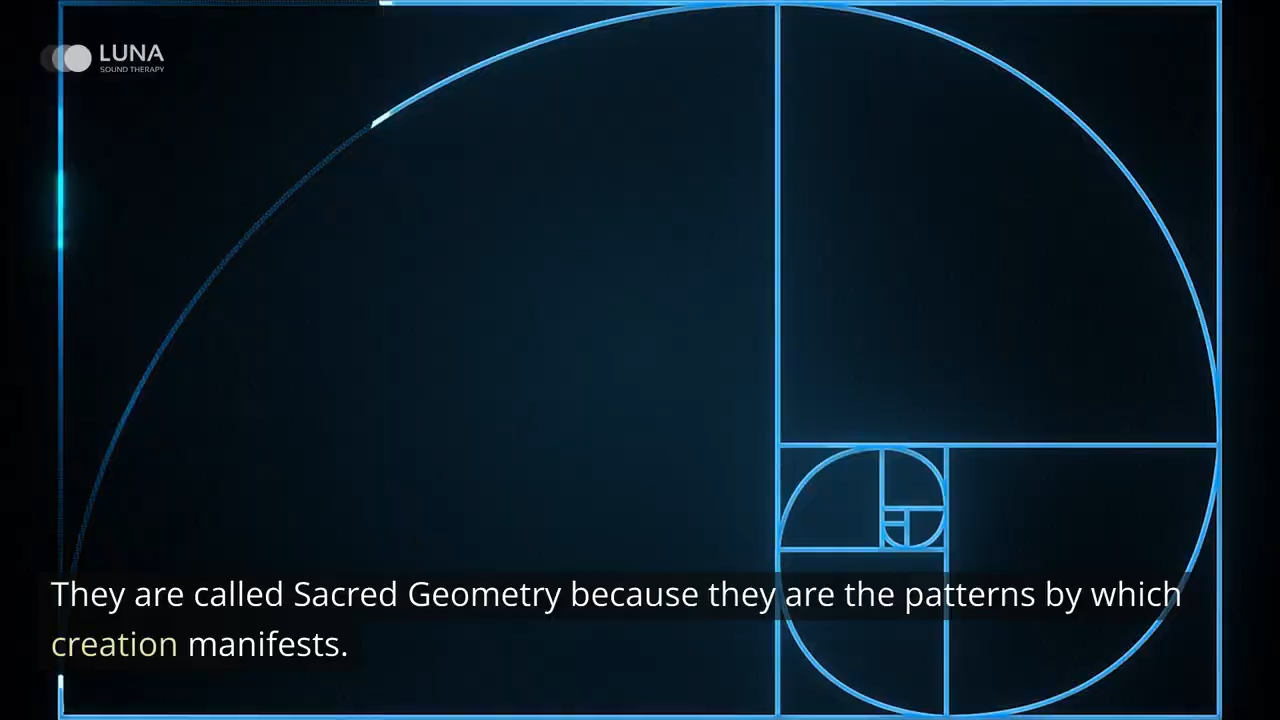 LUNA
SOUND THERAPY
They are called Sacred Geometry because they are the patterns by which
creation manifests.